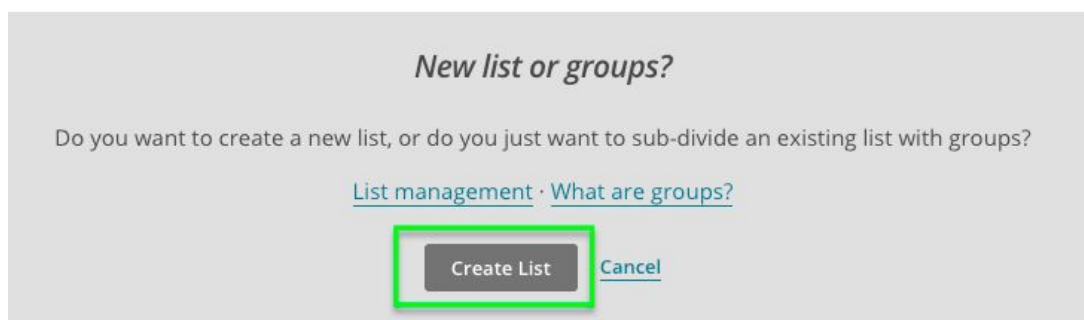 New list or groups?
Do you want to create a new list, or do you just want to sub-divide an existing list with groups?
List management · What are groups?
Create List Cancel